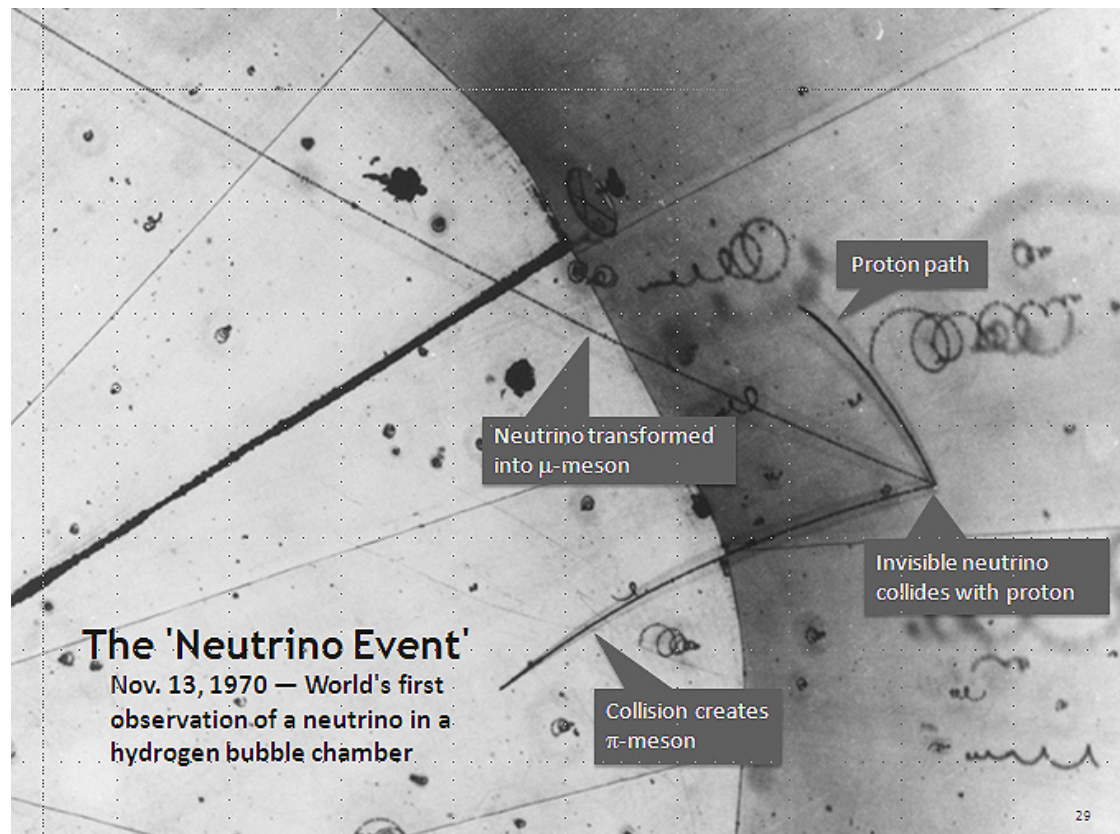 Proton path
Neutrino transformed
into μ-meson
Invisible neutrino
collides with proton
The 'Neutrino Event'
Nov. 13, 1970 — World's first
observation of a neutrino in a
hydrogen bubble chamber
Collision creates
π-meson
29